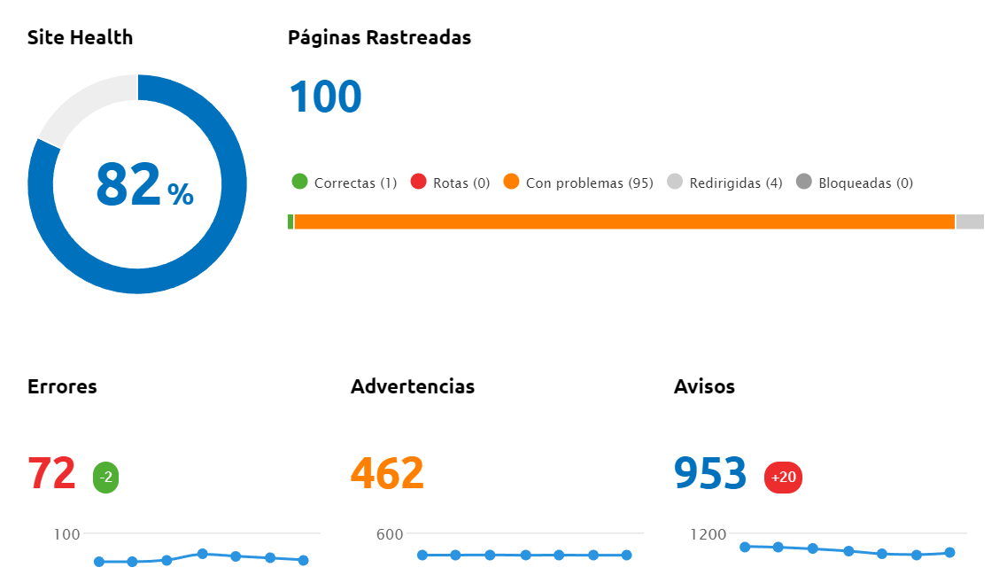 Site Health
Páginas Rastreadas
82 %
100
Correctas (1) Rotas (0) Con problemas (95) Redirigidas (4) Bloqueadas (0)
Errores
Advertencias
Avisos
72 -2
462
953 +20
100
600
1200